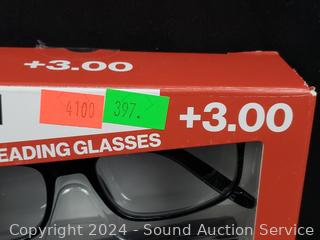 +3.00
4100 397.
+3.00
EADING GLASSES
Copyright 2024 - Sound Auction Service